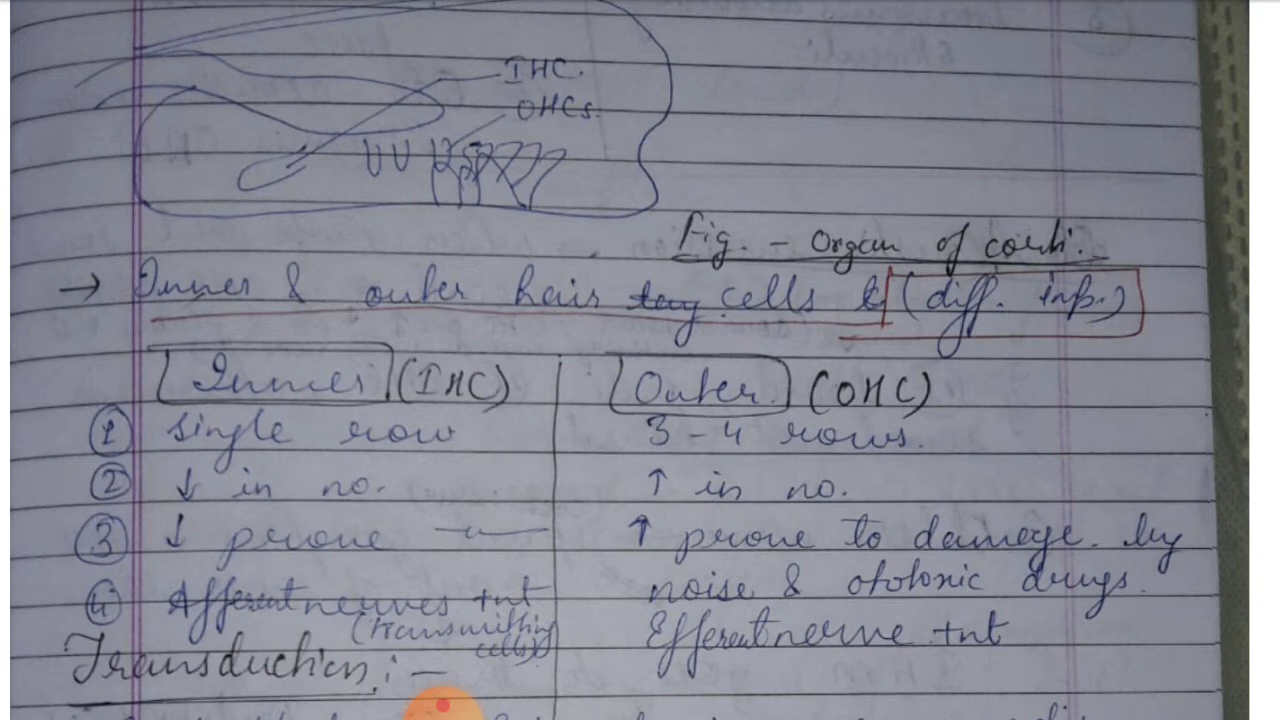 IHC.
OHCs.
Fig. - Organ of corti.
→ Inner & outer hair cells (diff. imp.)
Inner (IHC) Outer (OHC)
① single row 3-4 rows.
② ↓ in no. ↑ in no.
③ ↓ prone —〃— ↑ prone to damage by
noise & ototoxic drugs.
④ Afferent nerves +nt
(transmitting
cells)
Efferent nerve +nt
Transduction :-